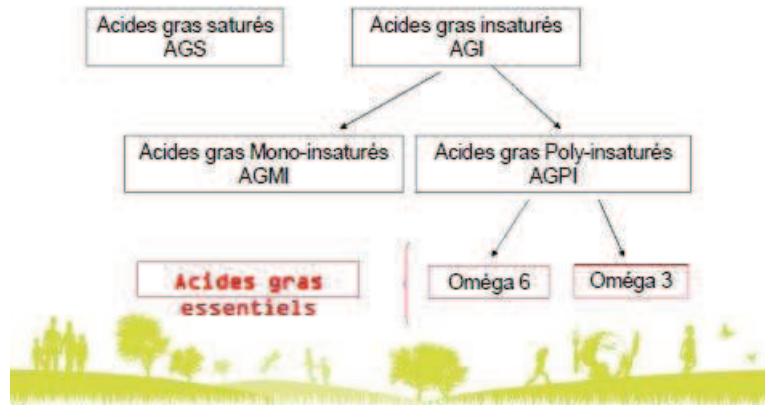 Acides gras saturés
AGS
Acides gras insaturés
AGI
Acides gras Mono-insaturés
AGMI
Acides gras Poly-insaturés
AGPI
Acides gras
essentiels
Oméga 6
Oméga 3